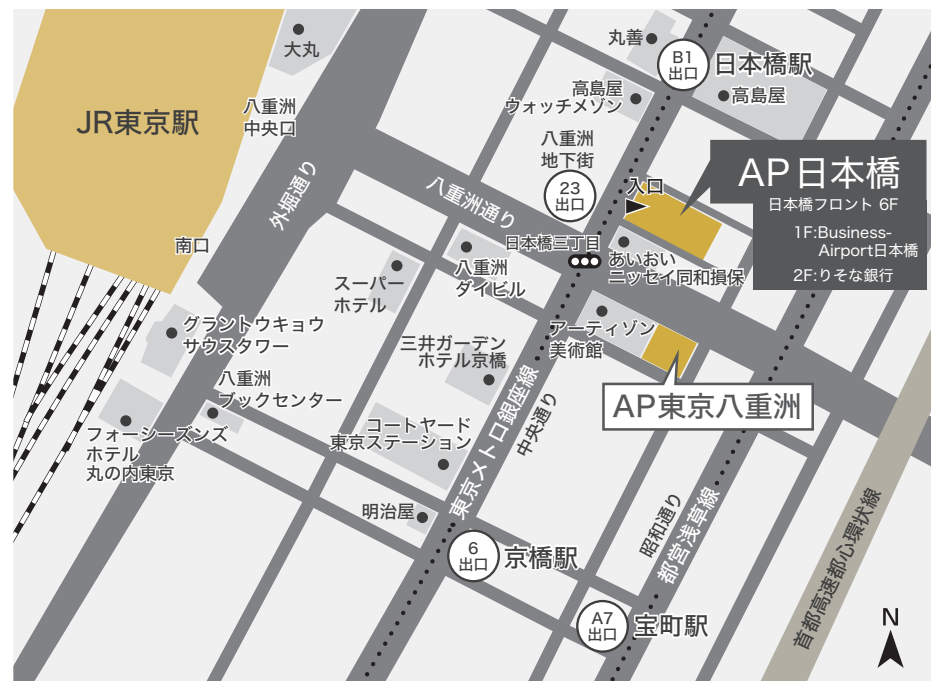 大丸
丸善
B1
出口
日本橋駅
高島屋
高島屋
ウォッチメゾン
JR東京駅
八重洲
中央口
八重洲
地下街
23
出口
入口
AP日本橋
日本橋フロント 6F
1F:Business-
Airport日本橋
2F:りそな銀行
外堀通り
八重洲通り
南口
日本橋三丁目
あいおい
ニッセイ同和損保
八重洲
ダイビル
スーパー
ホテル
グラントウキョウ
サウスタワー
アーティゾン
美術館
三井ガーデン
ホテル京橋
八重洲
ブックセンター
AP東京八重洲
コートヤード
東京ステーション
フォーシーズンズ
ホテル
丸の内東京
東京メトロ銀座線
中央通り
明治屋
昭和通り
都営浅草線
首都高速都心環状線
6
出口
京橋駅
A7
出口
宝町駅
N